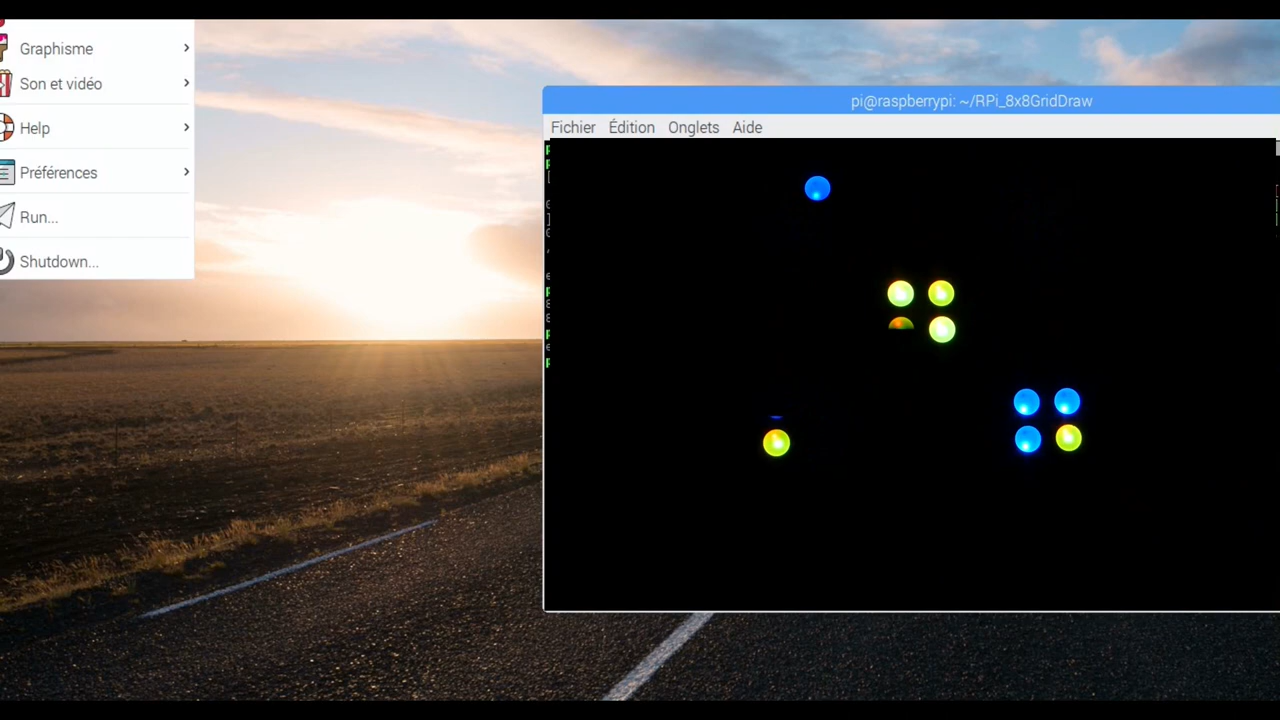 Graphisme
Son et vidéo
Help
Préférences
Run...
Shutdown...
pi@raspberrypi: ~/RPi_8x8GridDraw
Fichier Édition Onglets Aide